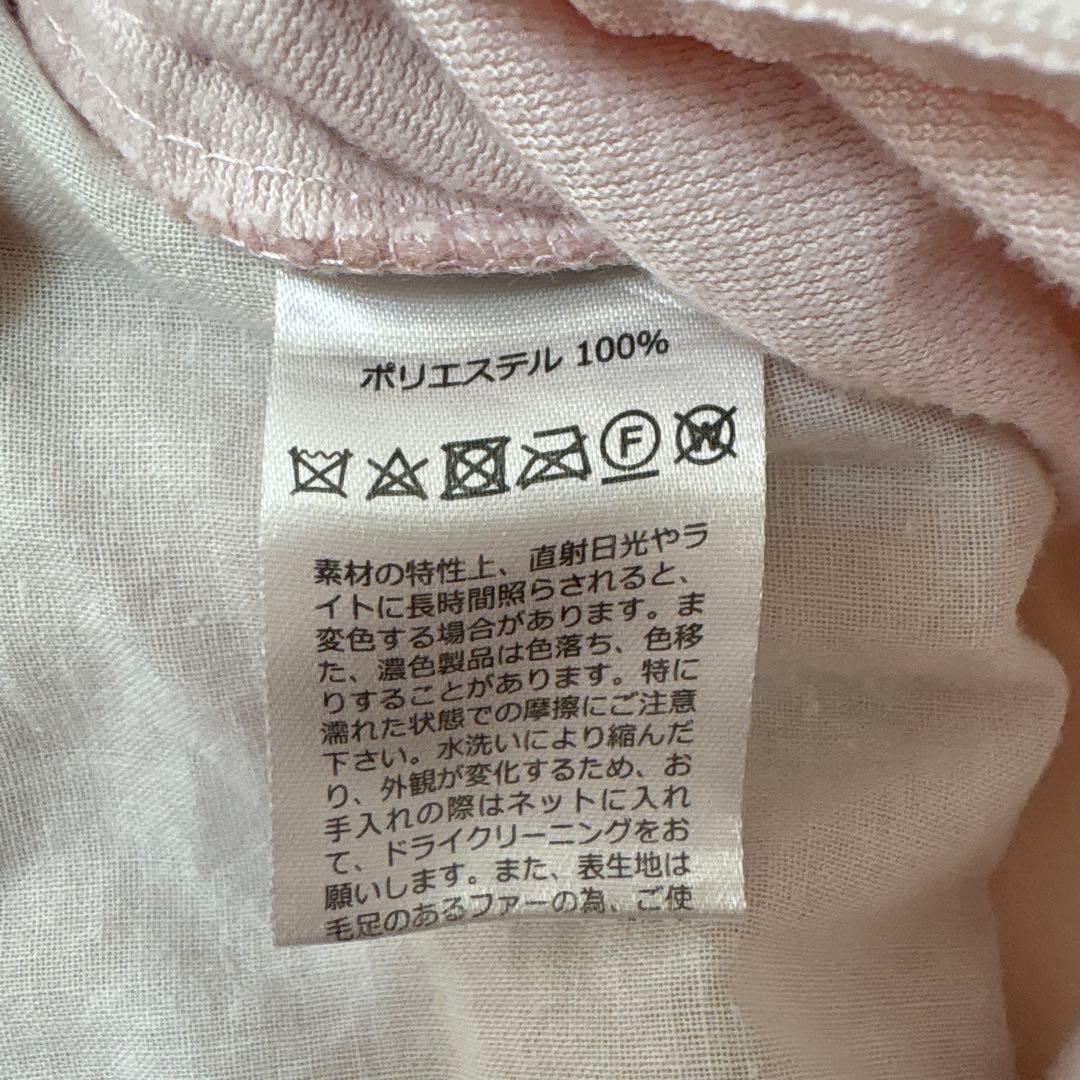 ポリエステル 100%
F W
素材の特性上、直射日光やラ
イトに長時間照らされると、
変色する場合があります。ま
た、濃色製品は色落ち、色移
りすることがあります。特に
濡れた状態での摩擦にご注意
下さい。水洗いにより縮んだ
り、外観が変化するため、お
手入れの際はネットに入れ
て、ドライクリーニングをお
願いします。また、表生地は
毛足のあるファーの為、ご使